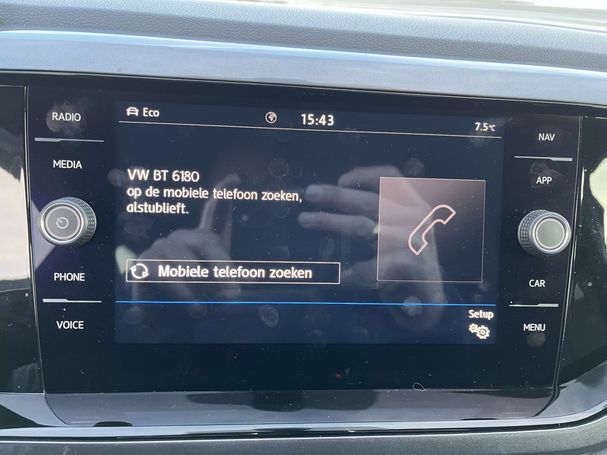 RADIO
MEDIA
PHONE
VOICE
Eco
15:43
7.5°C
VW BT 6180
op de mobiele telefoon zoeken,
alstublieft.
Mobiele telefoon zoeken
Setup
NAV
APP
CAR
MENU